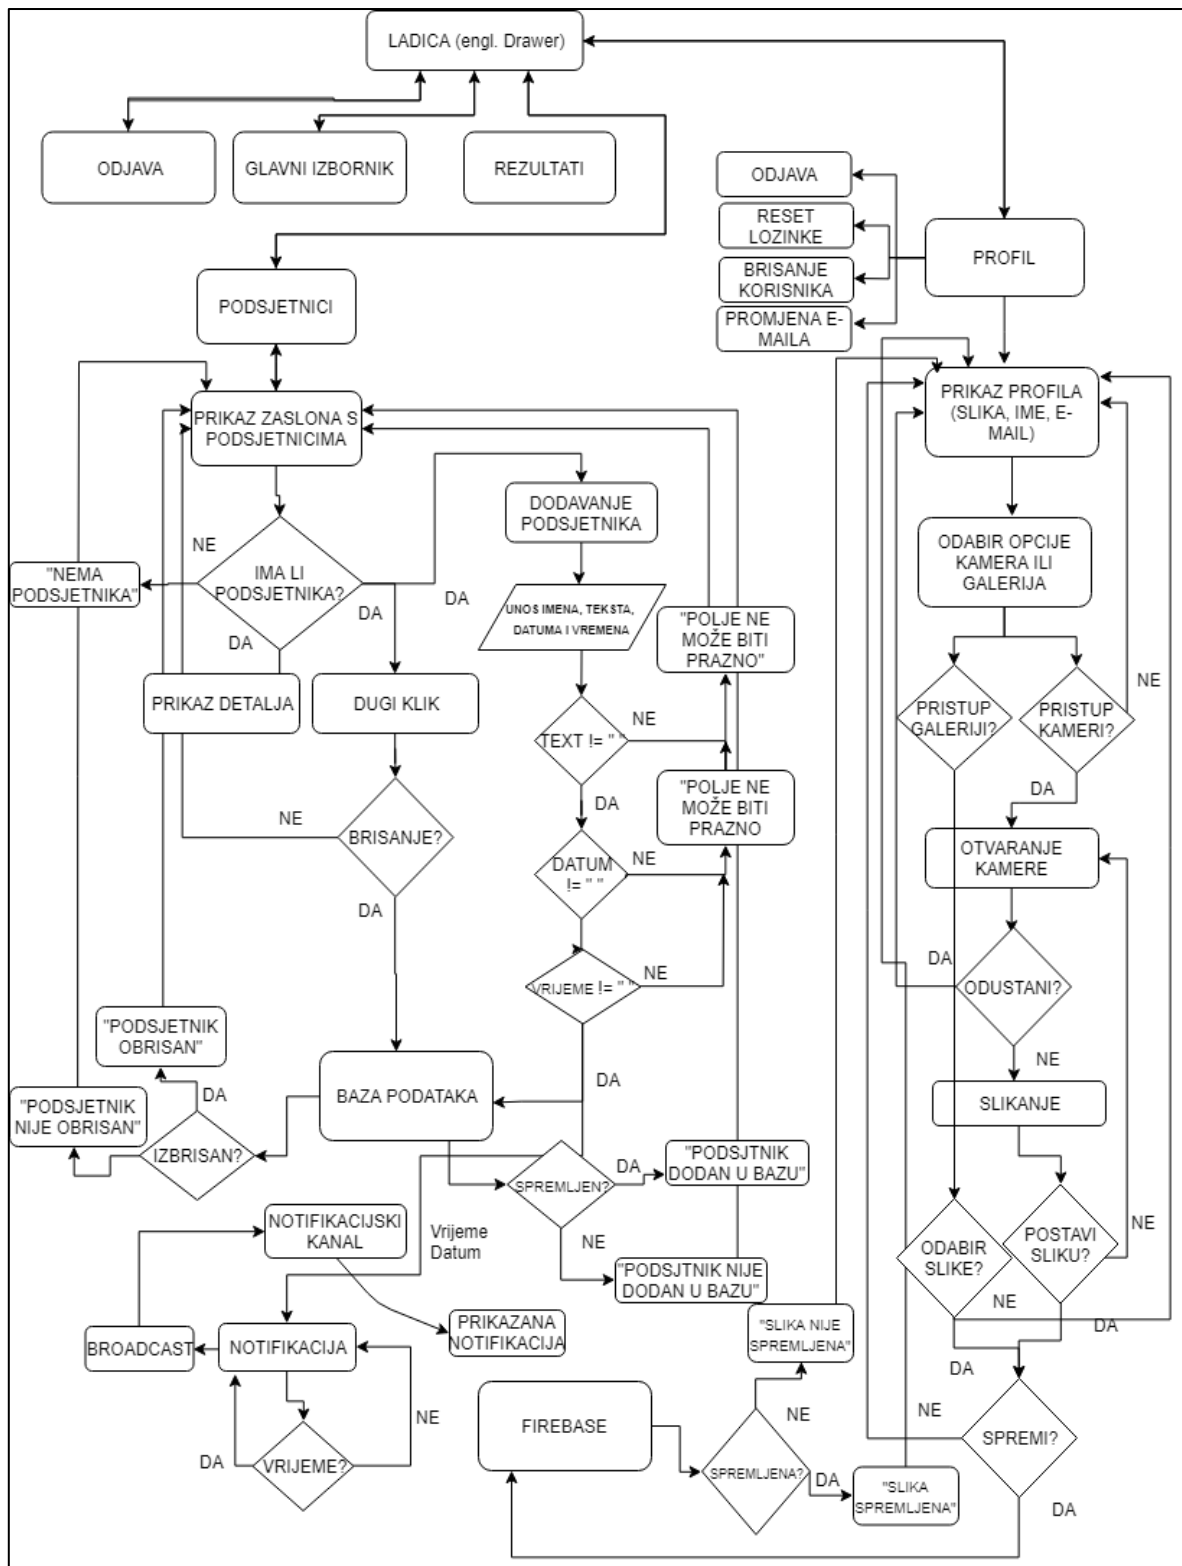 LADICA (engl. Drawer)
ODJAVA
GLAVNI IZBORNIK
REZULTATI
ODJAVA
RESET
LOZINKE
BRISANJE
KORISNIKA
PROMJENA E-
MAILA
PROFIL
PODSJETNICI
PRIKAZ ZASLONA S
PODSJETNICIMA
PRIKAZ PROFILA
(SLIKA, IME, E-
MAIL)
DODAVANJE
PODSJETNIKA
ODABIR OPCIJE
KAMERA ILI
GALERIJA
NE
"NEMA
PODSJETNIKA"
IMA LI
PODSJETNIKA?
DA
DA
DA
UNOS IMENA, TEKSTA,
DATUMA I VREMENA
"POLJE NE
MOŽE BITI
PRAZNO"
PRIKAZ DETALJA
DUGI KLIK
PRISTUP
GALERIJI?
PRISTUP
KAMERI?
NE
TEXT != " "
NE
DA
"POLJE NE
MOŽE BITI
PRAZNO
DA
NE
BRISANJE?
DA
OTVARANJE
KAMERE
DATUM
!= " "
NE
VRIJEME != " "
NE
DA
ODUSTANI?
NE
"PODSJETNIK
OBRISAN"
"PODSJETNIK
NIJE OBRISAN"
DA
IZBRISAN?
BAZA PODATAKA
DA
SLIKANJE
SPREMLJEN?
DA
"PODSJTNIK
DODAN U BAZU"
NE
"PODSJTNIK NIJE
DODAN U BAZU"
NOTIFIKACIJSKI
KANAL
Vrijeme
Datum
ODABIR
SLIKE?
POSTAVI
SLIKU?
NE
NE
DA
DA
BROADCAST
NOTIFIKACIJA
PRIKAZANA
NOTIFIKACIJA
"SLIKA NIJE
SPREMLJENA"
VRIJEME?
DA
NE
FIREBASE
SPREMLJENA?
NE
DA
"SLIKA
SPREMLJENA"
NE
SPREMI?
DA